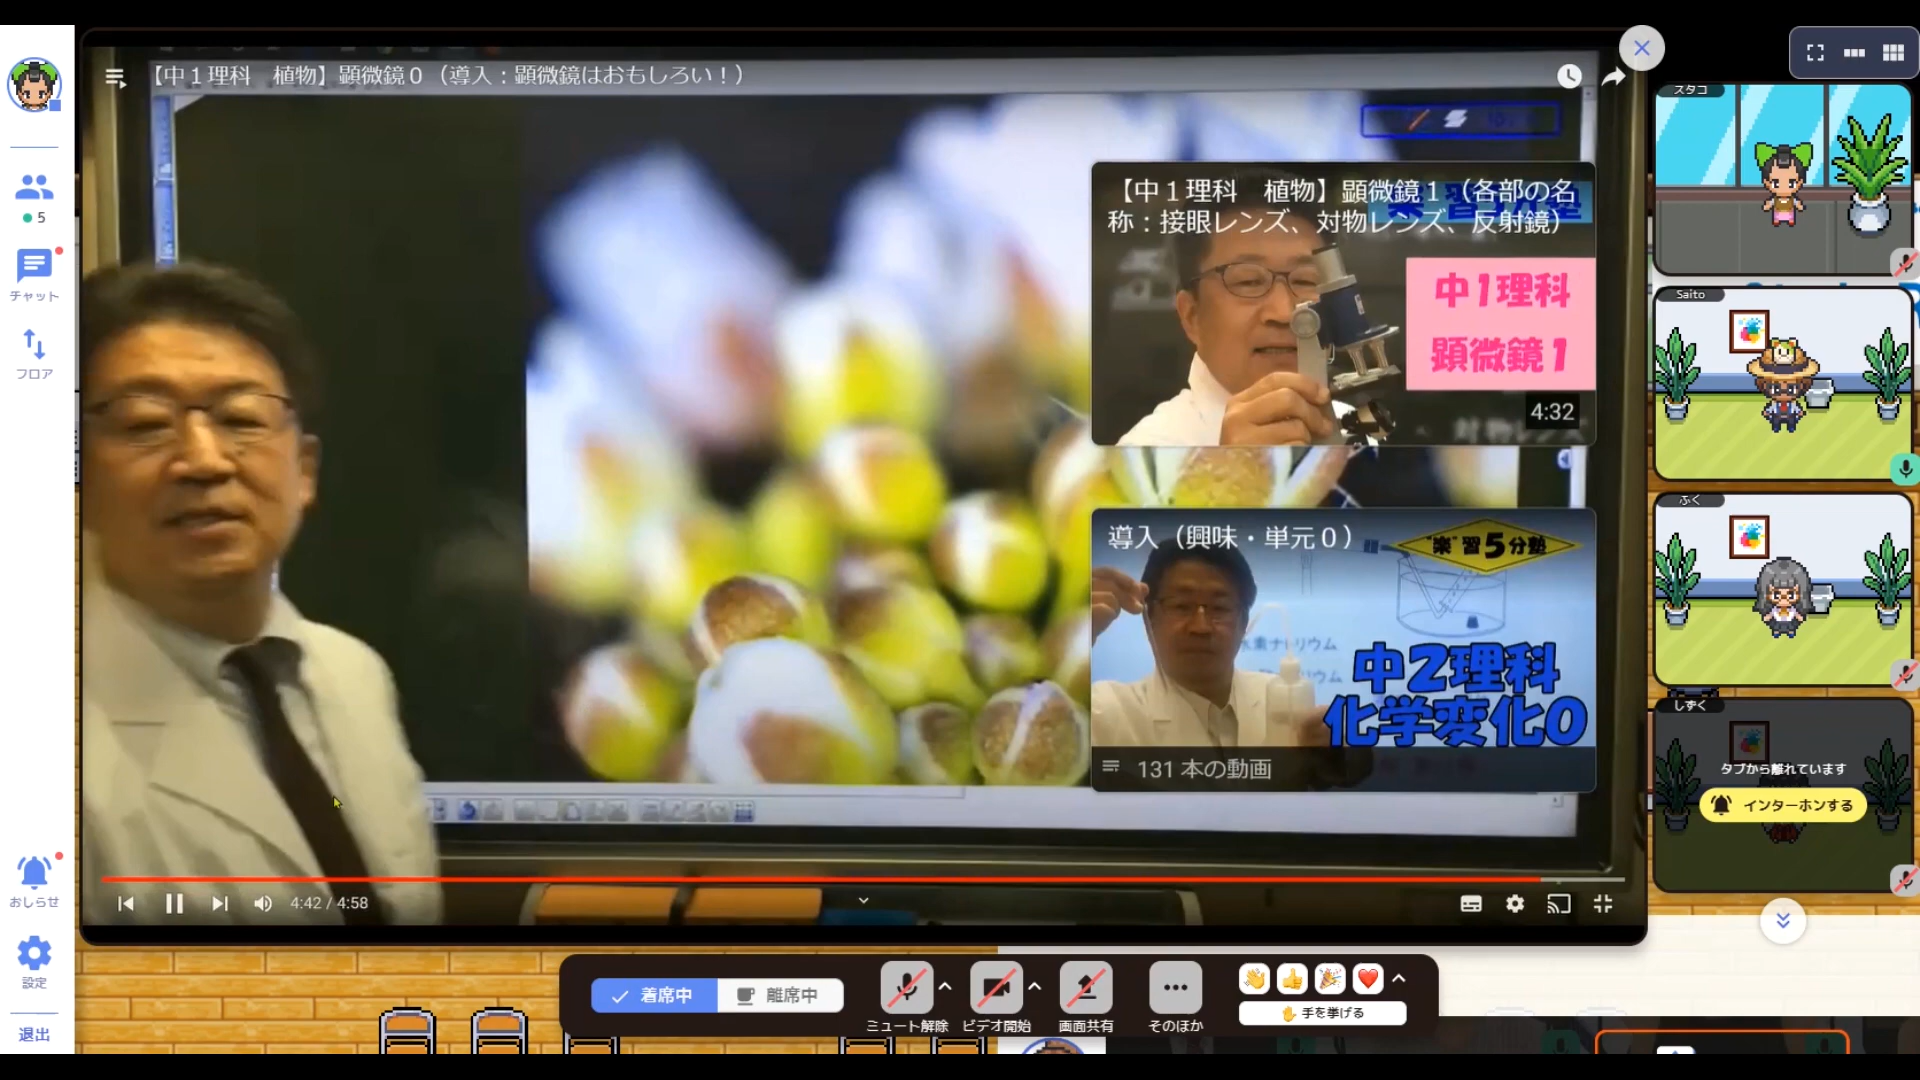 【中１理科　植物】顕微鏡０（導入：顕微鏡はおもしろい！）
【中１理科　植物】顕微鏡１（各部の名
称：接眼レンズ、対物レンズ、反射鏡）
中1理科
顕微鏡1
4:32
導入（興味・単元０）
"楽"習5分塾
中2理科
化学変化0
131 本の動画
4:42 / 4:58
5
チャット
フロア
おしらせ
設定
退出
スタコ
Saito
ふく
しずく
タブから離れています
インターホンする
着席中
離席中
ミュート解除
ビデオ開始
画面共有
そのほか
手を挙げる